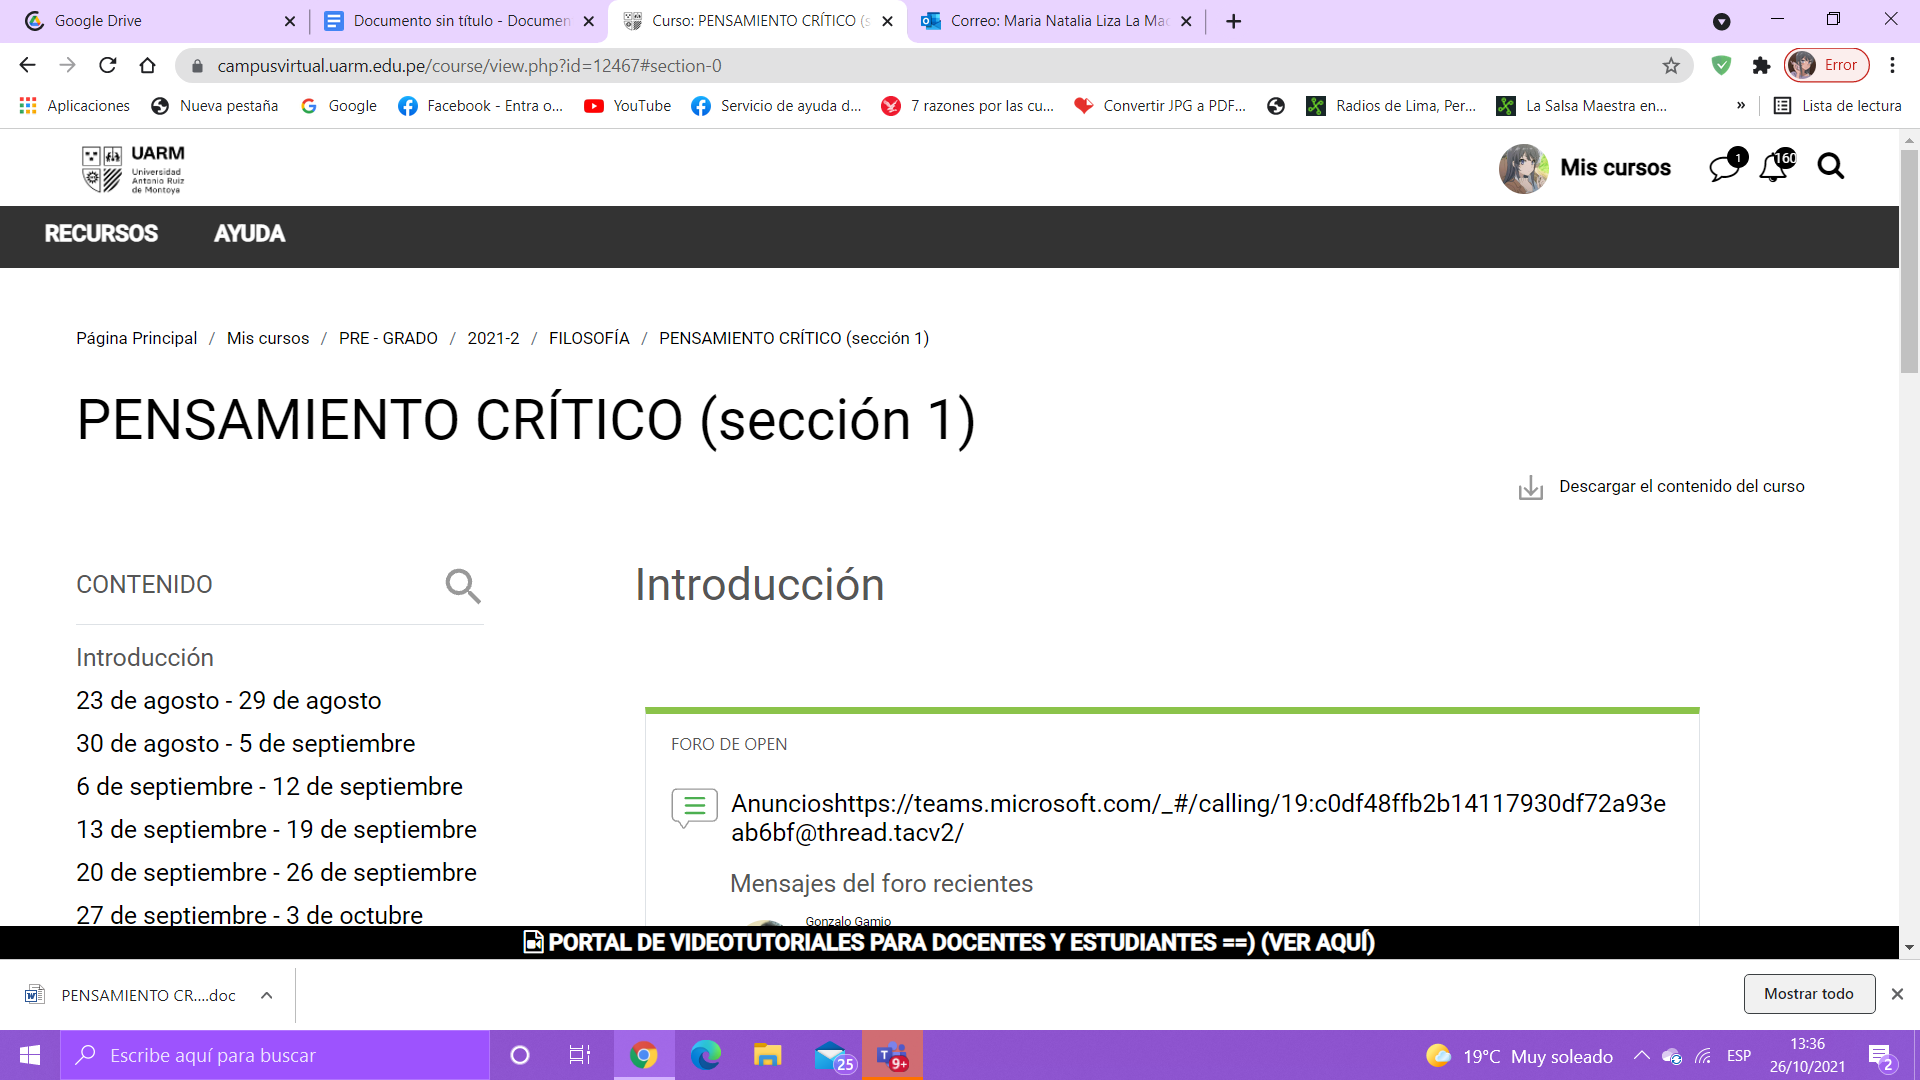 Google Drive
Documento sin título - Documen
Curso: PENSAMIENTO CRÍTICO (s
Correo: Maria Natalia Liza La Mac
campusvirtual.uarm.edu.pe/course/view.php?id=12467#section-0
Error
Aplicaciones
Nueva pestaña
Google
Facebook - Entra o...
YouTube
Servicio de ayuda d...
7 razones por las cu...
Convertir JPG a PDF...
Radios de Lima, Per...
La Salsa Maestra en...
»
Lista de lectura
UARM
Universidad
Antonio Ruiz
de Montoya
Mis cursos
1
160
RECURSOS
AYUDA
Página Principal / Mis cursos / PRE - GRADO / 2021-2 / FILOSOFÍA / PENSAMIENTO CRÍTICO (sección 1)
PENSAMIENTO CRÍTICO (sección 1)
Descargar el contenido del curso
CONTENIDO
Introducción
23 de agosto - 29 de agosto
30 de agosto - 5 de septiembre
6 de septiembre - 12 de septiembre
13 de septiembre - 19 de septiembre
20 de septiembre - 26 de septiembre
27 de septiembre - 3 de octubre
Introducción
FORO DE OPEN
Anuncioshttps://teams.microsoft.com/_#/calling/19:c0df48ffb2b14117930df72a93e
ab6bf@thread.tacv2/
Mensajes del foro recientes
Gonzalo Gamio
PORTAL DE VIDEOTUTORIALES PARA DOCENTES Y ESTUDIANTES ==) (VER AQUÍ)
PENSAMIENTO CR....doc
Mostrar todo
Escribe aquí para buscar
25
9+
19°C Muy soleado
ESP
13:36
26/10/2021
2